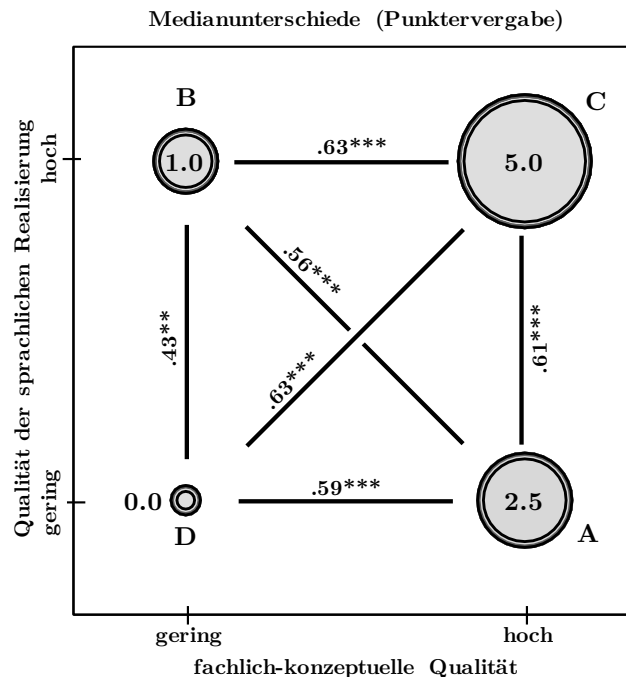 Medianunterschiede (Punktervergabe)
Qualität der sprachlichen Realisierung
hoch
gering
B
C
1.0
.63***
5.0
.56***
.43**
.63***
.61***
0.0
.59***
2.5
D
A
gering
hoch
fachlich-konzeptuelle Qualität